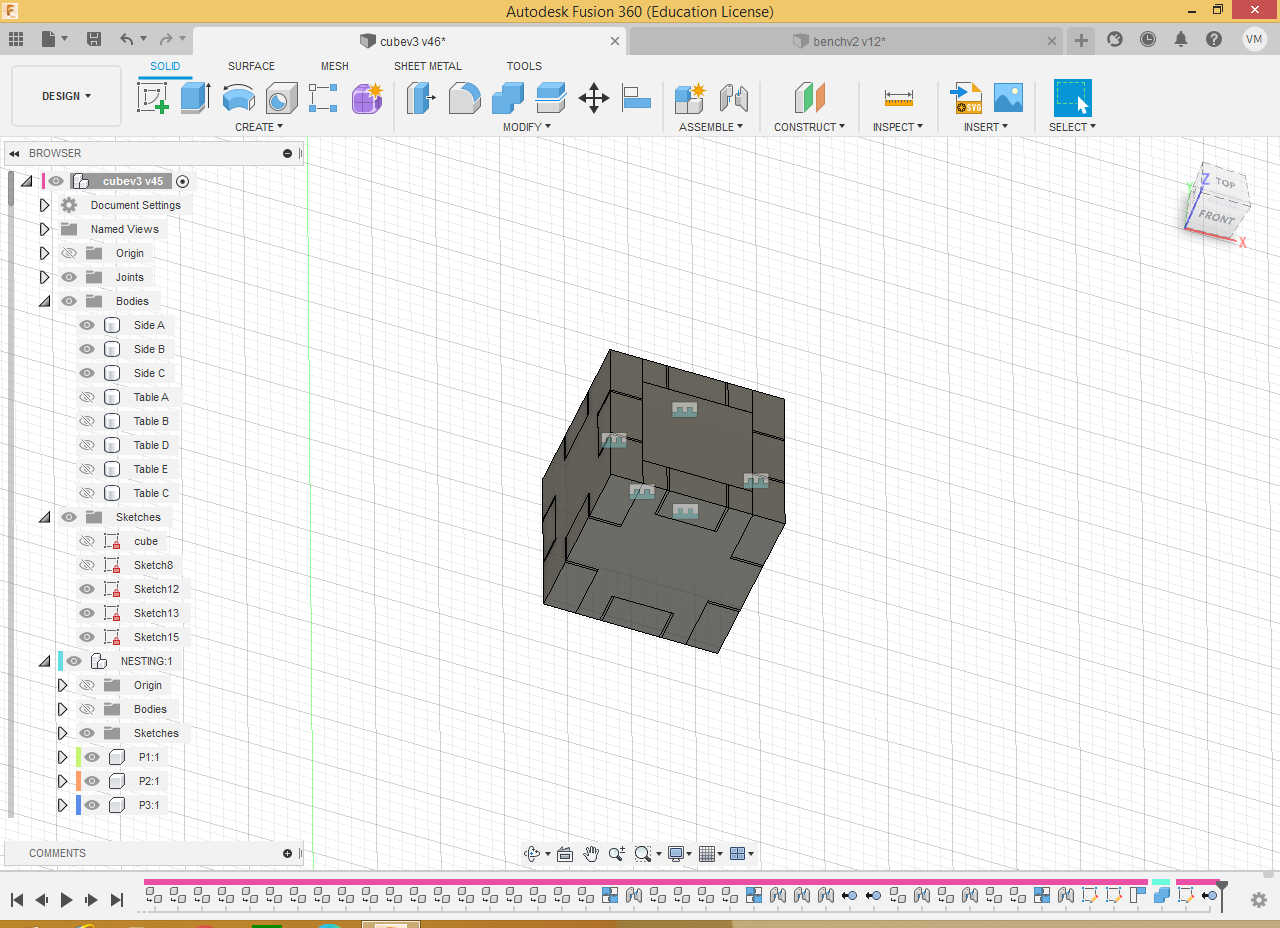 Autodesk Fusion 360 (Education License)
cubev3 v46*
benchv2 v12*
VM
SOLID SURFACE MESH SHEET METAL TOOLS
DESIGN
CREATE MODIFY ASSEMBLE CONSTRUCT INSPECT INSERT SELECT
SVG
BROWSER
cubev3 v45
Document Settings
Named Views
Origin
Joints
Bodies
Side A
Side B
Side C
Table A
Table B
Table D
Table E
Table C
Sketches
cube
Sketch8
Sketch12
Sketch13
Sketch15
NESTING:1
Origin
Bodies
Sketches
P1:1
P2:1
P3:1
Z
TOP
Y
FRONT
X
COMMENTS